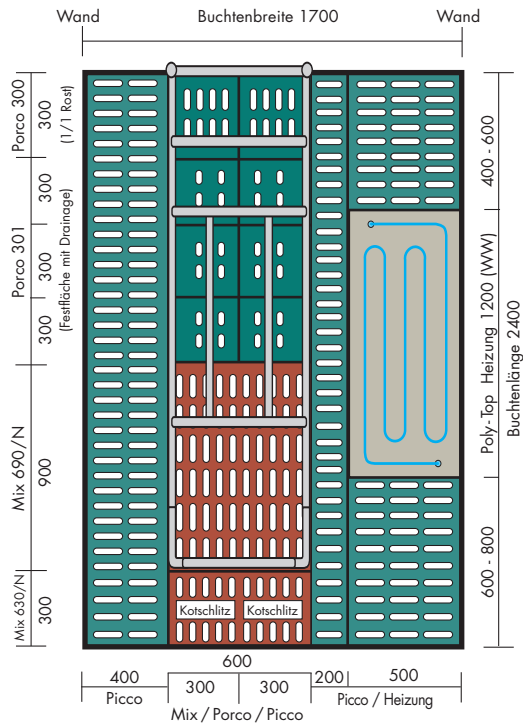 Wand
Buchtenbreite 1700
Wand
Porco 300
300
(1/1 Rost)
Porco 301
300
300
300
(Festfläche mit Drainage)
Mix 690/N
900
Mix 630/N
300
400 - 600
Poly-Top Heizung 1200 (WW)
Buchtenlänge 2400
600 - 800
Kotschlitz
Kotschlitz
600
400
300
300
200
500
Picco
Picco / Heizung
Mix / Porco / Picco